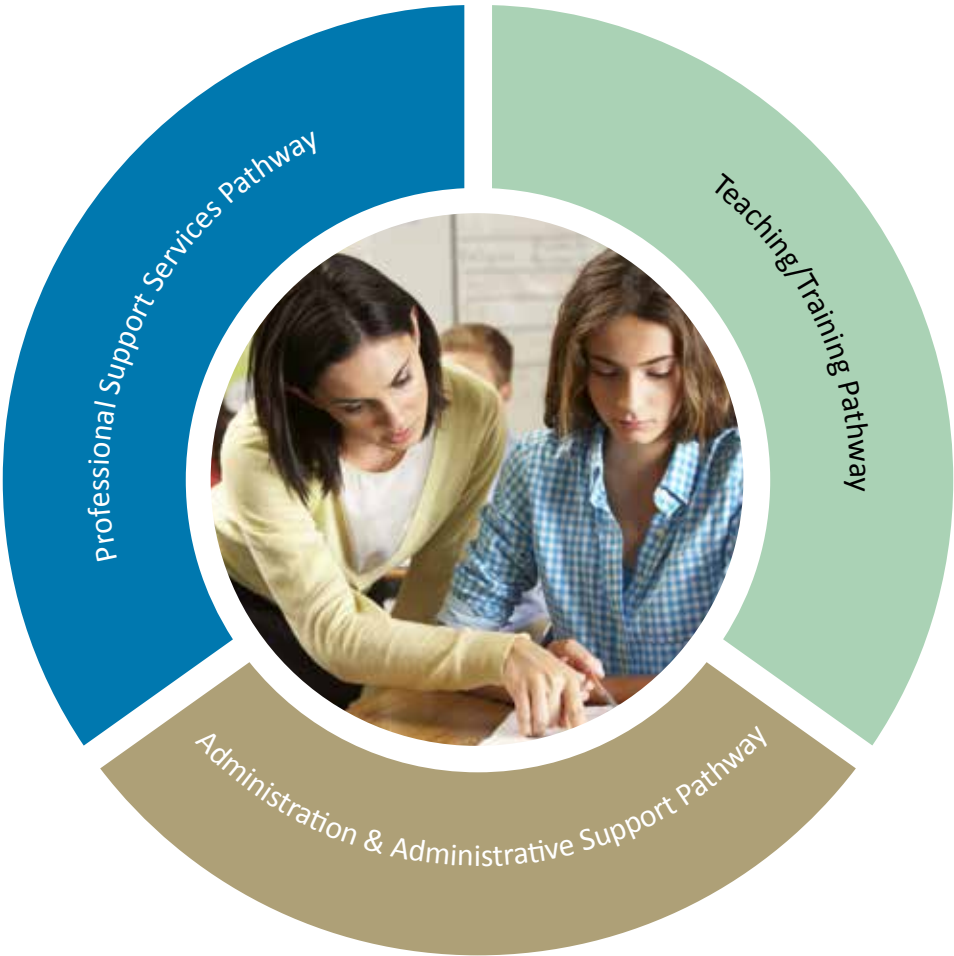 Professional Support Services Pathway
Teaching/Training Pathway
Administration & Administrative Support Pathway